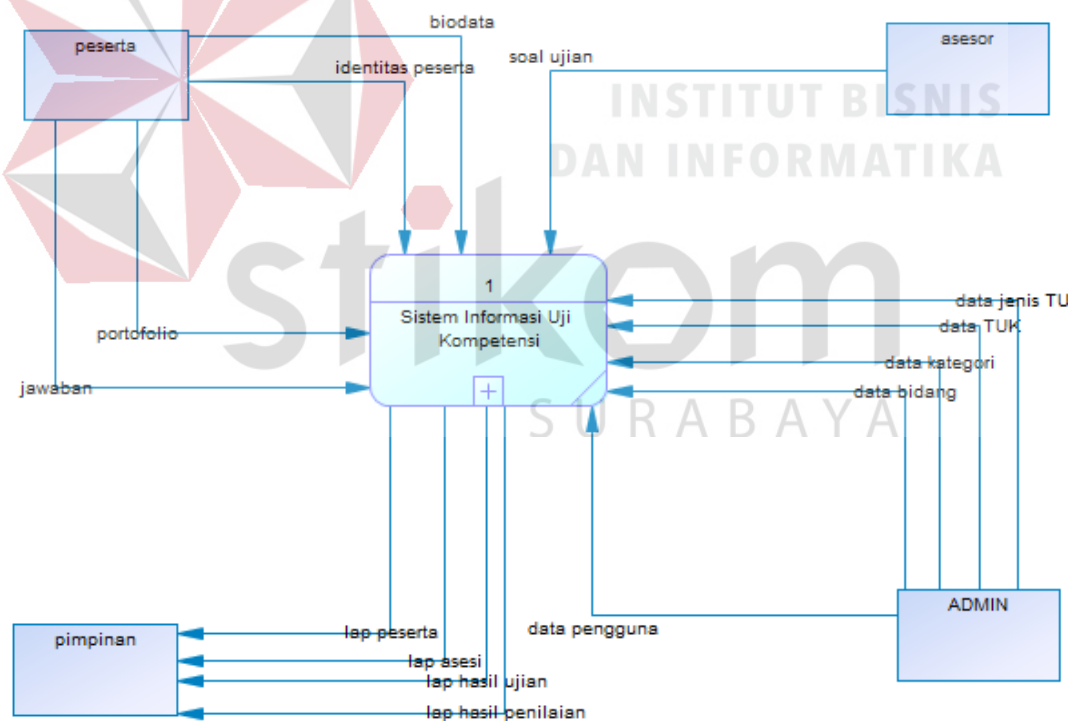 biodata
peserta
asesor
identitas peserta
soal ujian
INSTITUT BISNIS
DAN INFORMATIKA
stikom
SURABAYA
1
Sistem Informasi Uji
Kompetensi
data jenis TU
data TUK
data kategori
data bidang
portofolio
jawaban
ADMIN
pimpinan
lap peserta
data pengguna
lap asesi
lap hasil ujian
lap hasil penilaian